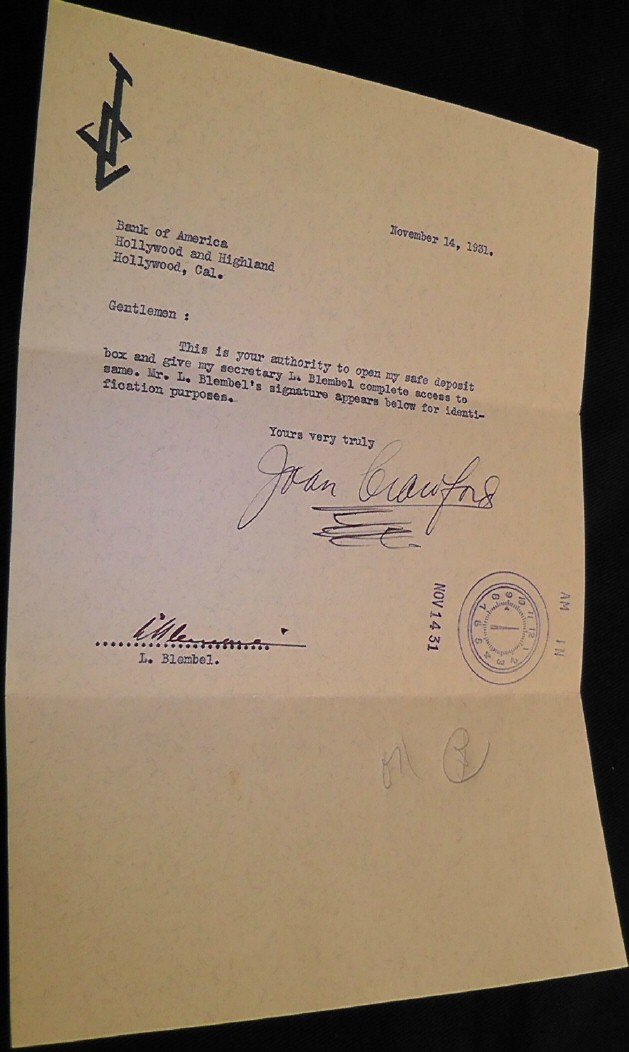 November 14, 1931.
Bank of America
Hollywood and Highland
Hollywood, Cal.
Gentlemen :
This is your authority to open my safe deposit
box and give my secretary L. Blembel complete access to
same. Mr. L. Blembel's signature appears below for identi-
fication purposes.
Yours very truly
Joan Crawford
NOV 14 31
AM IN
L. Blembel.